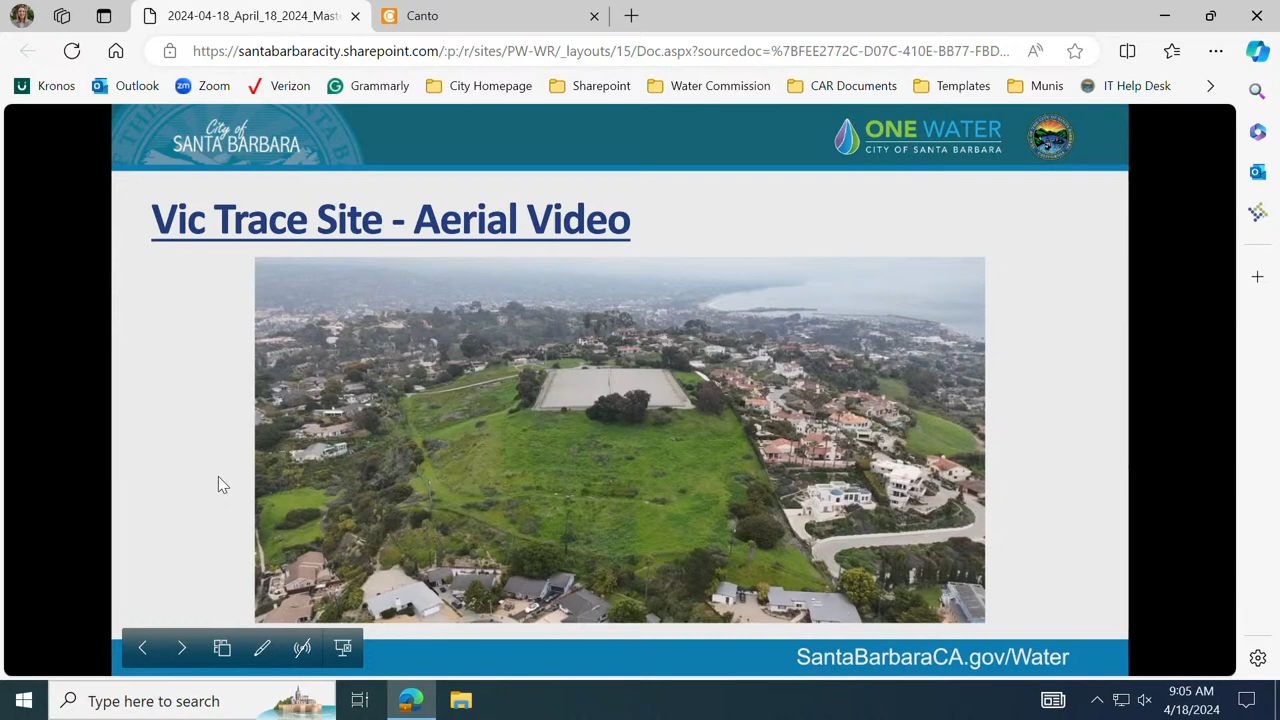 2024-04-18_April_18_2024_Mast
Canto
https://santabarbaracity.sharepoint.com/:p:/r/sites/PW-WR/_layouts/15/Doc.aspx?sourcedoc=%7BFEE2772C-D07C-410E-BB77-FBD...
Kronos
Outlook
Zoom
Verizon
Grammarly
City Homepage
Sharepoint
Water Commission
CAR Documents
Templates
Munis
IT Help Desk
City of
SANTA BARBARA
ONE WATER
CITY OF SANTA BARBARA
Vic Trace Site - Aerial Video
SantaBarbaraCA.gov/Water
Type here to search
9:05 AM
4/18/2024